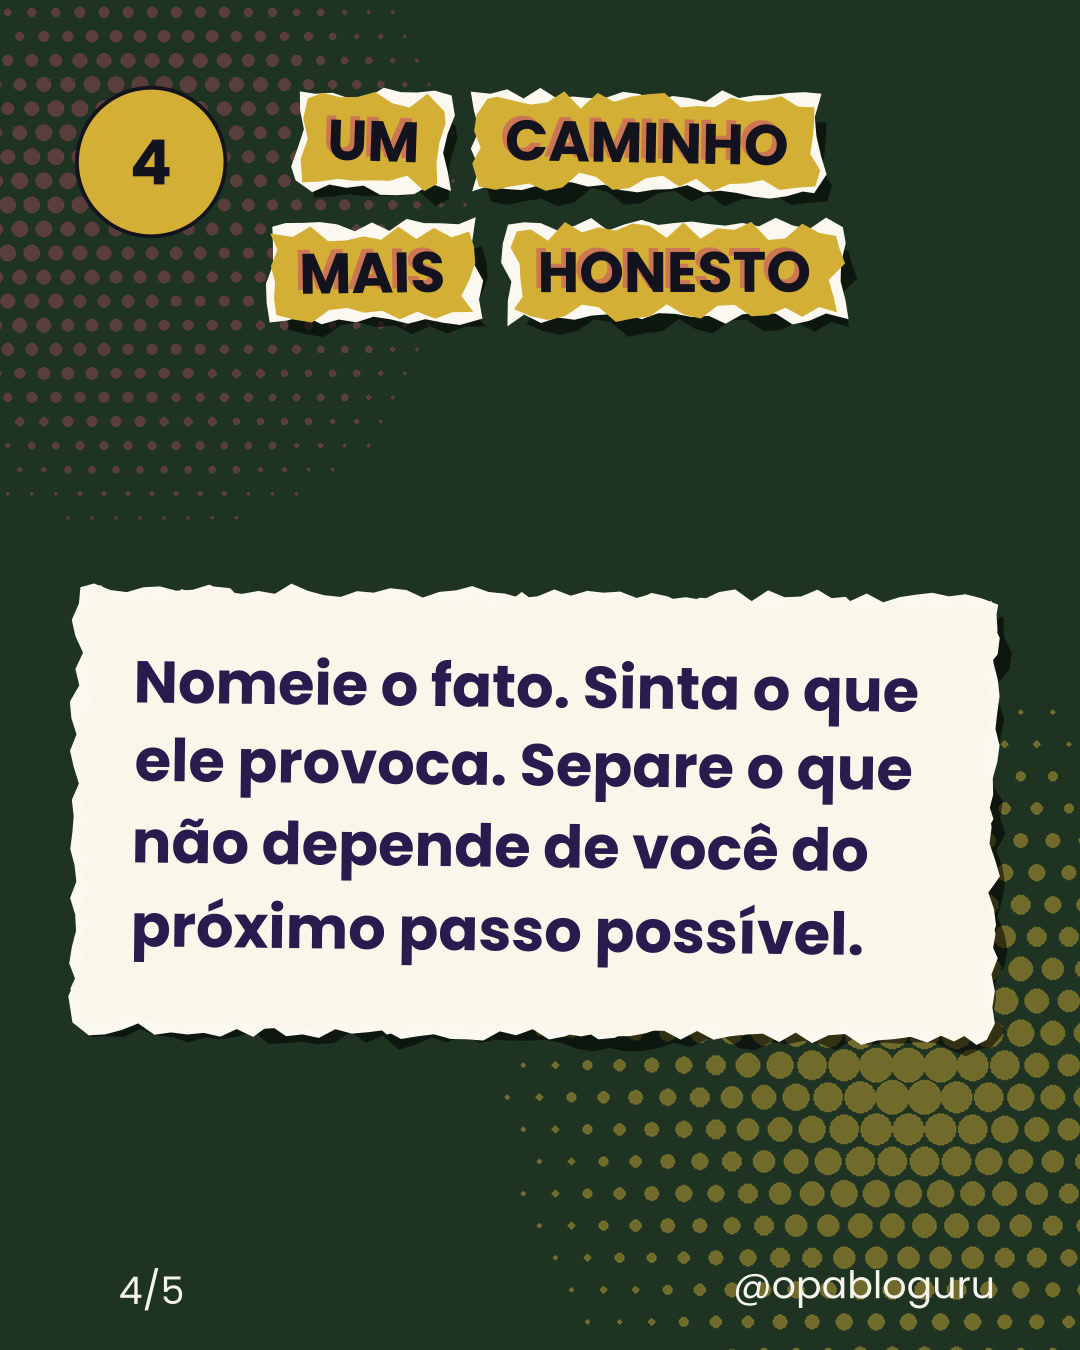 4
UM CAMINHO
MAIS HONESTO
Nomeie o fato. Sinta o que
ele provoca. Separe o que
não depende de você do
próximo passo possível.
4/5
@opabloguru